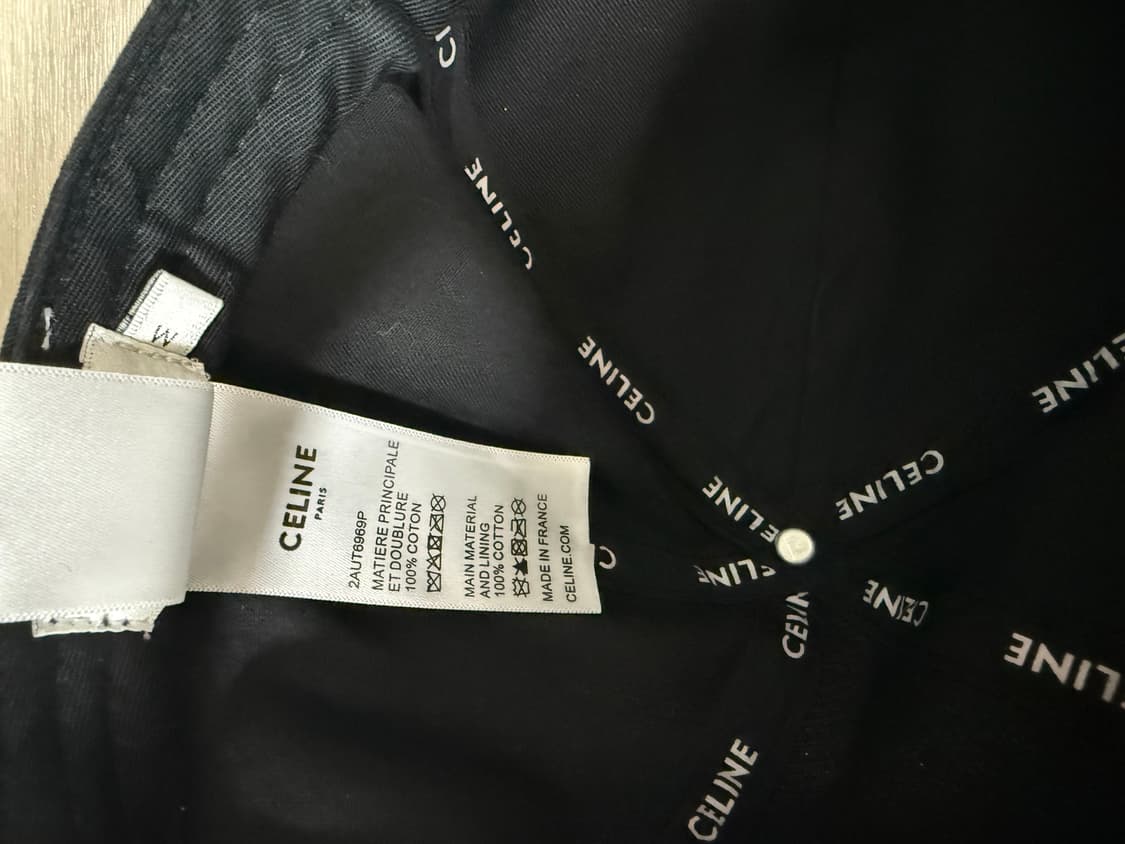 CELINE
PARIS
2AUT6969P
MATIERE PRINCIPALE
ET DOUBLURE
100% COTON
MAIN MATERIAL
AND LINING
100% COTTON
MADE IN FRANCE
CELINE.COM
M
CELINE
CELINE
CELINE
CELINE
CELINE
CELINE
CELINE
CELINE
CELINE